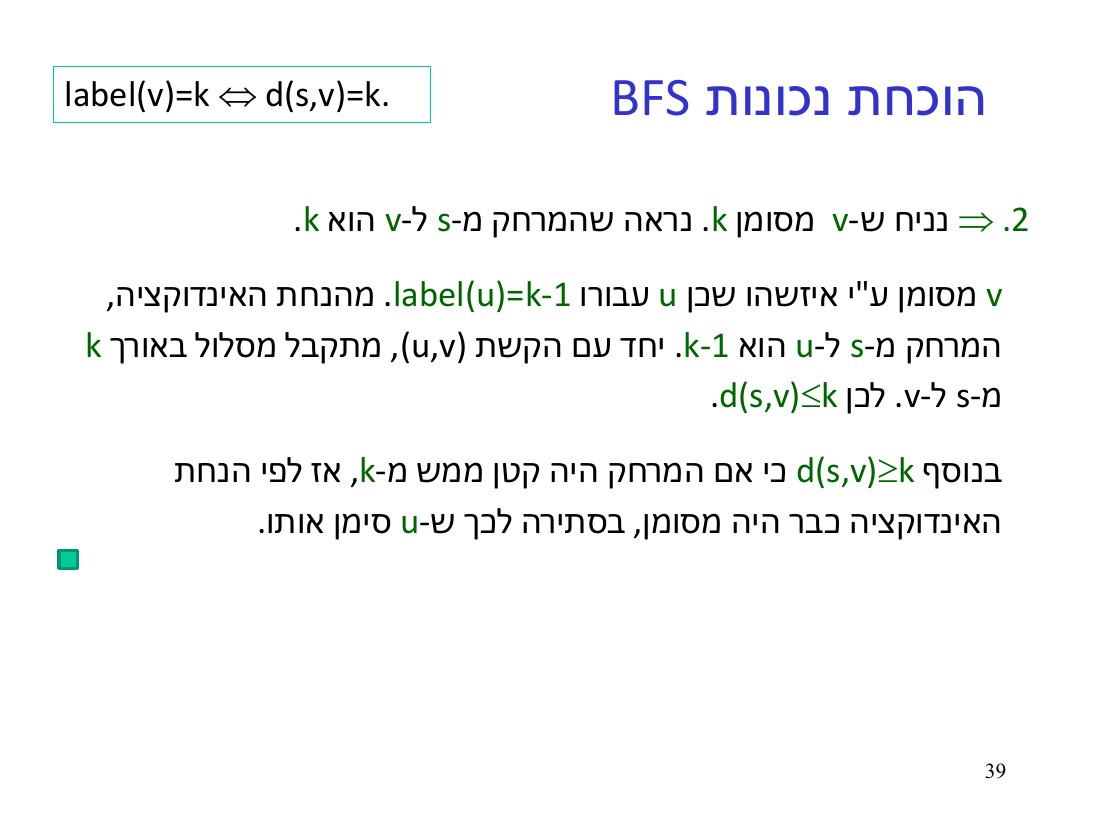 הוכחת נכונות BFS
label(v)=k ⇔ d(s,v)=k.
2. ⇒ נניח ש-v מסומן k. נראה שהמרחק מ-s ל-v הוא k.
v מסומן ע"י איזשהו שכן u עבורו label(u)=k-1. מהנחת האינדוקציה,
המרחק מ-s ל-u הוא k-1. יחד עם הקשת (u,v), מתקבל מסלול באורך k
מ-s ל-v. לכן d(s,v)≤k.
בנוסף d(s,v)≥k כי אם המרחק היה קטן ממש מ-k, אז לפי הנחת
האינדוקציה כבר היה מסומן, בסתירה לכך ש-u סימן אותו.
39